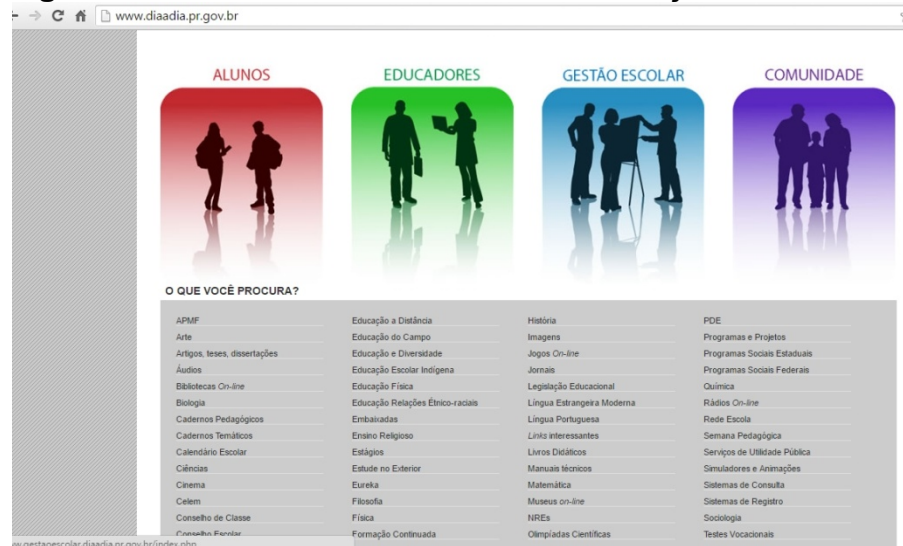 www.diaadia.pr.gov.br
ALUNOS
EDUCADORES
GESTÃO ESCOLAR
COMUNIDADE
O QUE VOCÊ PROCURA?
APMF
Arte
Artigos, teses, dissertações
Áudios
Bibliotecas On-line
Biologia
Cadernos Pedagógicos
Cadernos Temáticos
Calendário Escolar
Ciências
Cinema
Celem
Conselho de Classe
Conselho Escolar
Educação a Distância
Educação do Campo
Educação e Diversidade
Educação Escolar Indígena
Educação Física
Educação Relações Étnico-raciais
Embaixadas
Ensino Religioso
Estágios
Estude no Exterior
Eureka
Filosofia
Física
Formação Continuada
História
Imagens
Jogos On-line
Jornais
Legislação Educacional
Língua Estrangeira Moderna
Língua Portuguesa
Links interessantes
Livros Didáticos
Manuais técnicos
Matemática
Museus on-line
NREs
Olimpíadas Científicas
PDE
Programas e Projetos
Programas Sociais Estaduais
Programas Sociais Federais
Química
Rádios On-line
Rede Escola
Semana Pedagógica
Serviços de Utilidade Pública
Simuladores e Animações
Sistemas de Consulta
Sistemas de Registro
Sociologia
Testes Vocacionais